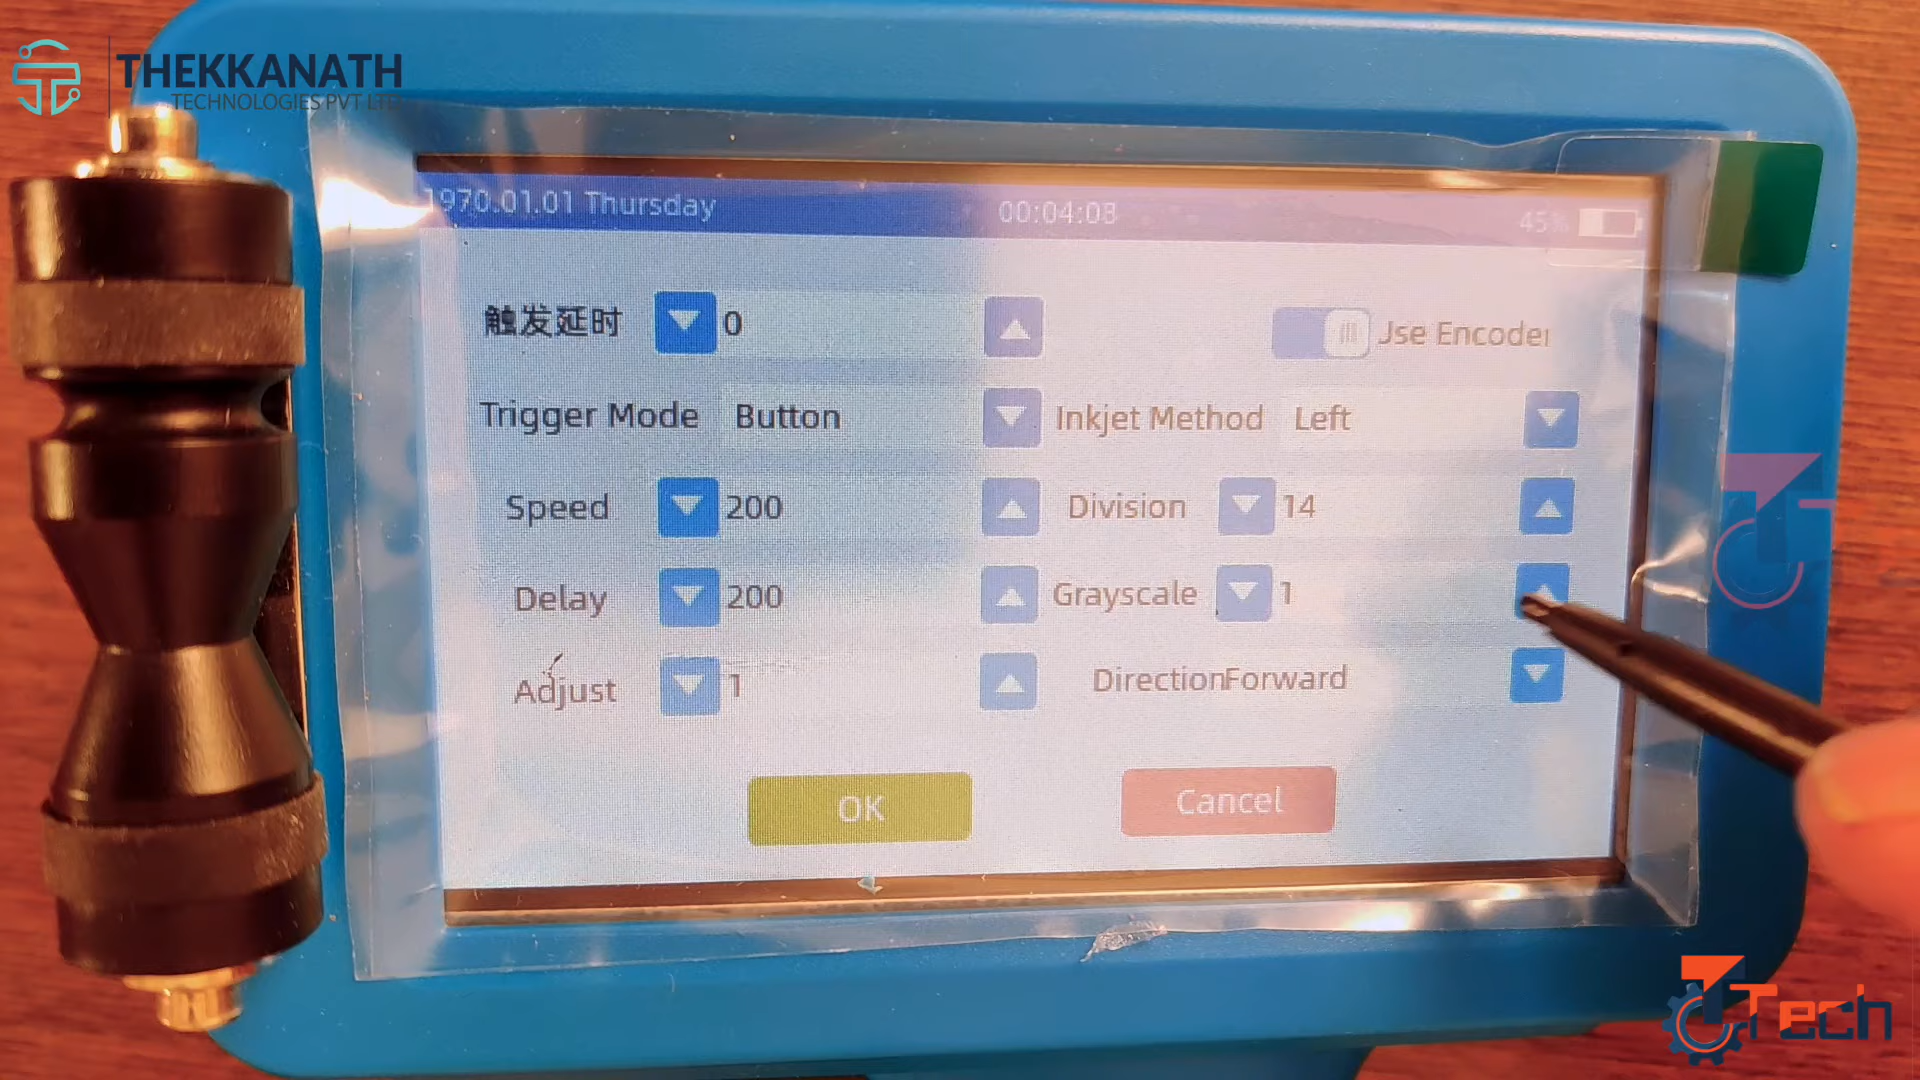 THEKKANATH
TECHNOLOGIES PVT LTD
1970.01.01 Thursday 00:04:08 45%
触发延时 0 Use Encoder
Trigger Mode Button Inkjet Method Left
Speed 200 Division 14
Delay 200 Grayscale 1
Adjust 1 Direction Forward
OK Cancel
Tech